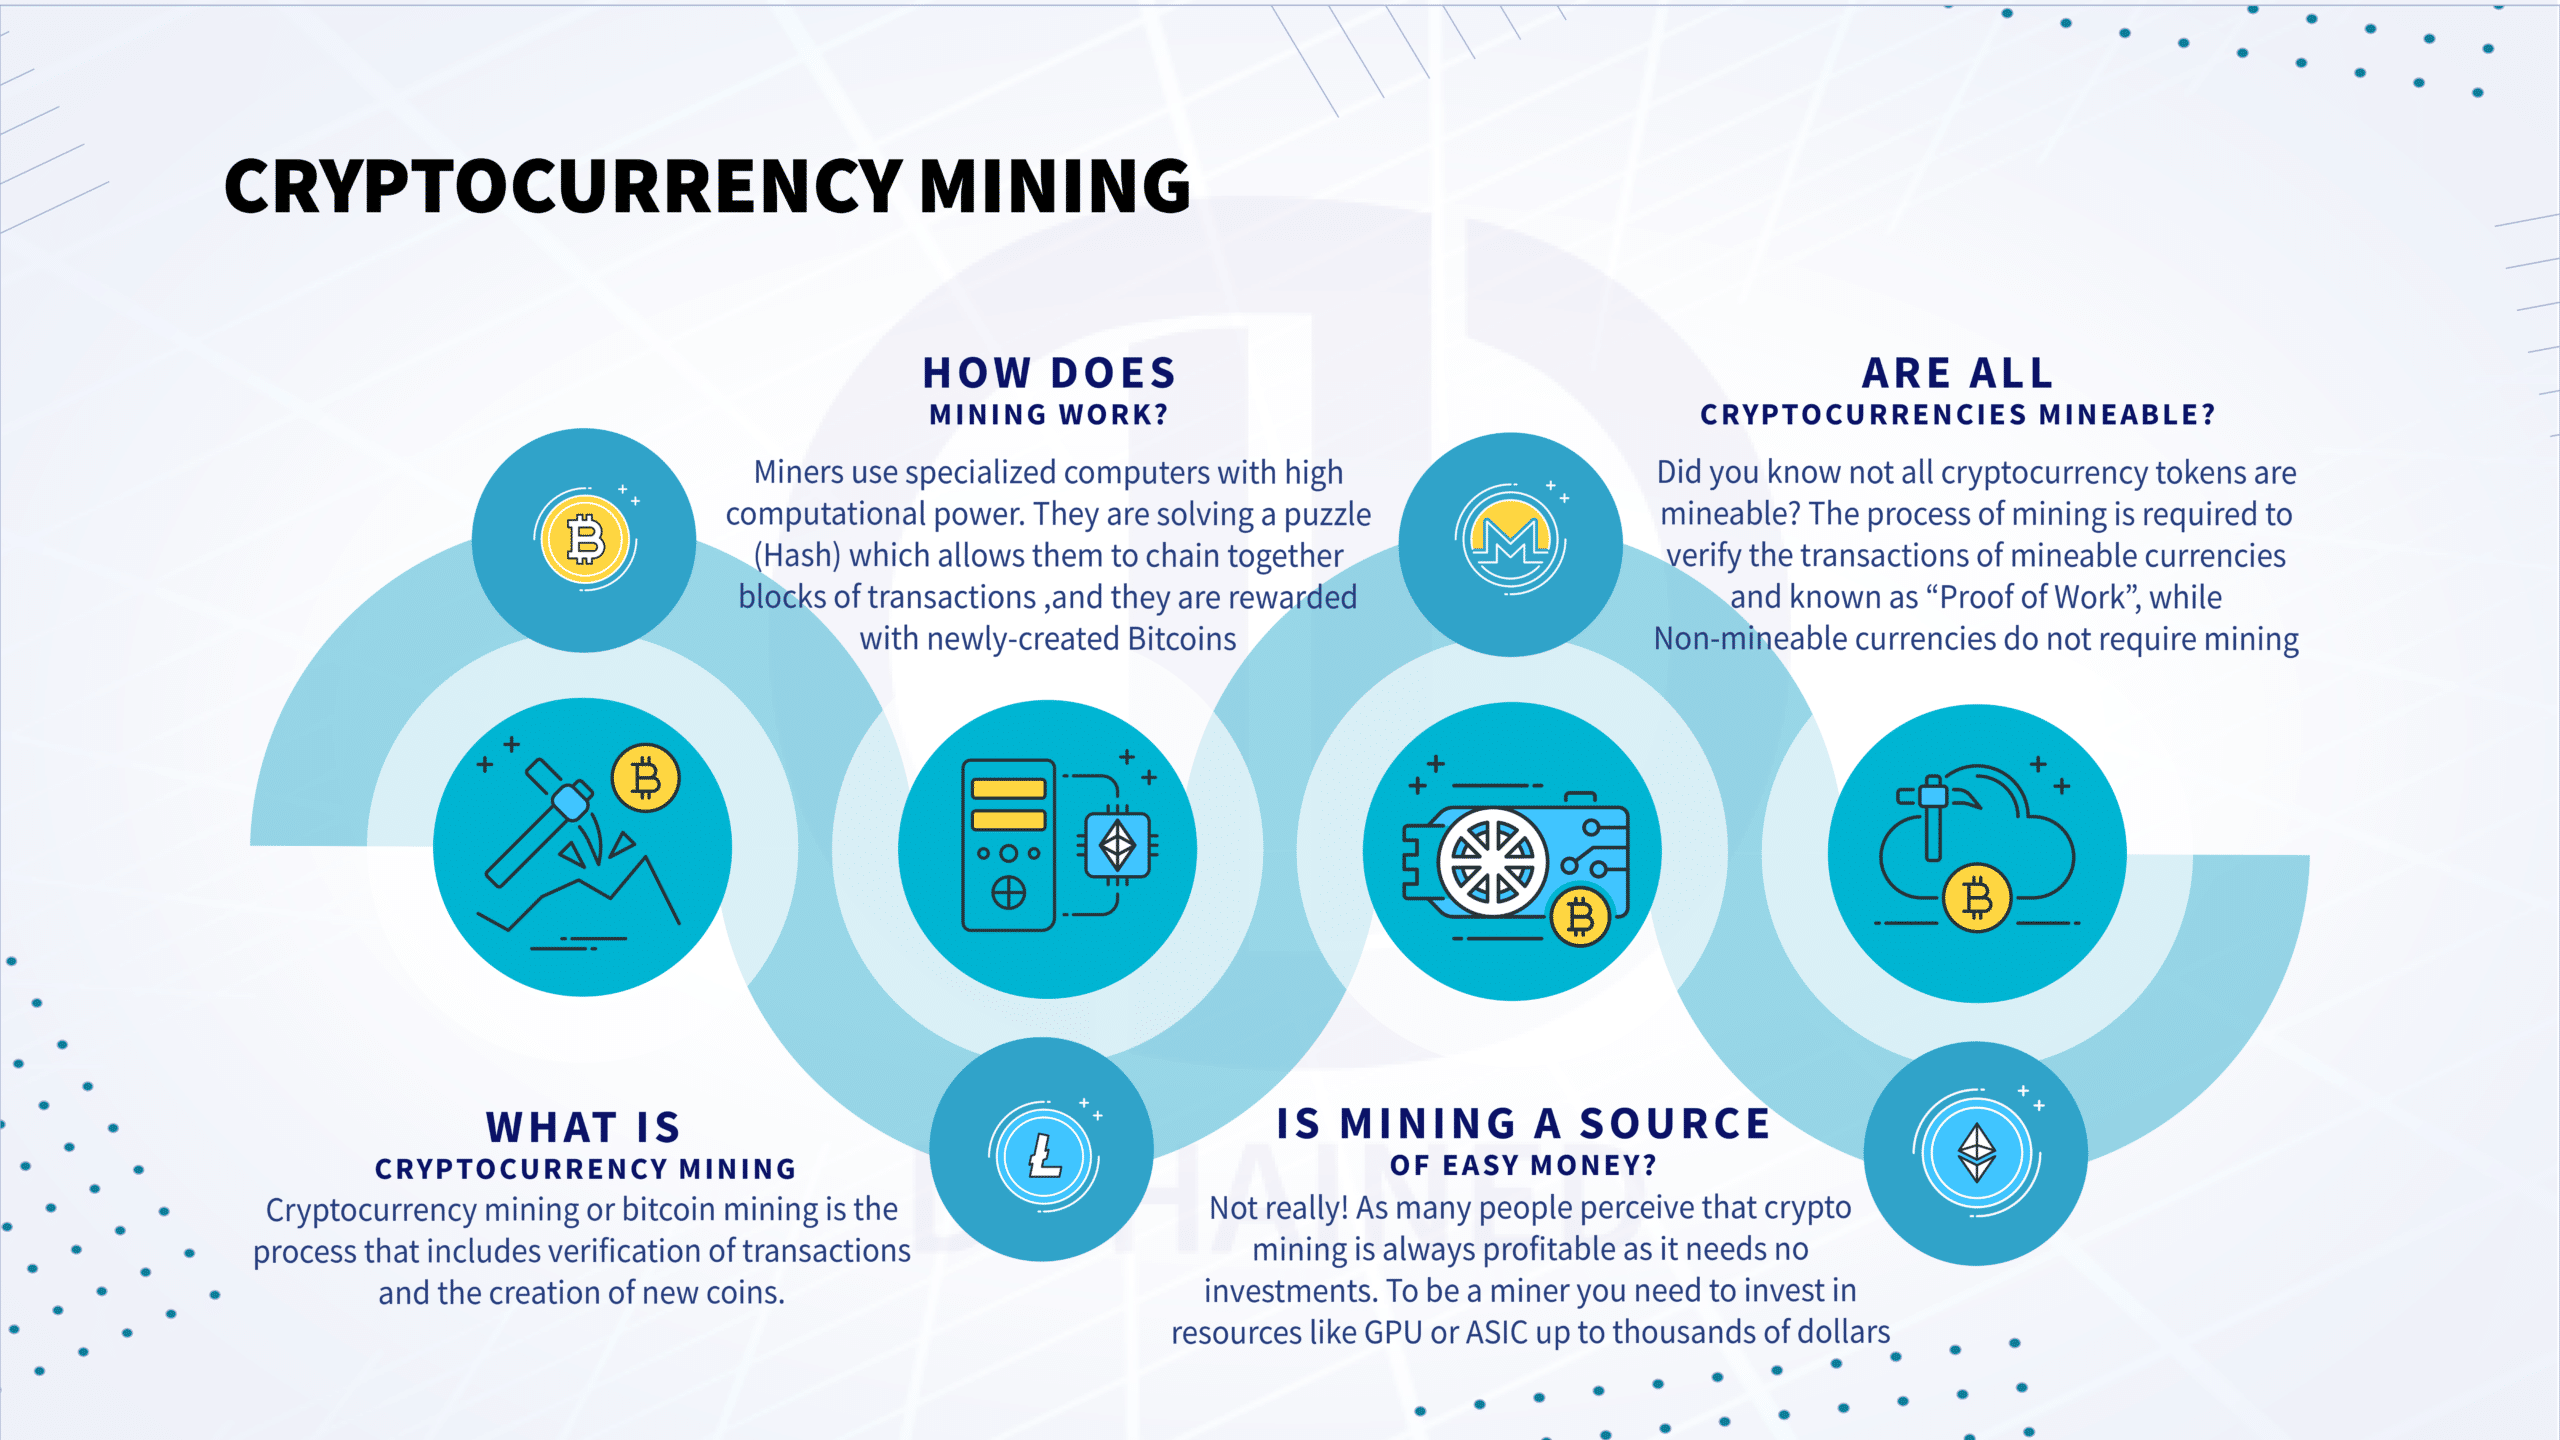 CRYPTOCURRENCY MINING
HOW DOES
MINING WORK?
Miners use specialized computers with high
computational power. They are solving a puzzle
(Hash) which allows them to chain together
blocks of transactions ,and they are rewarded
with newly-created Bitcoins
ARE ALL
CRYPTOCURRENCIES MINEABLE?
Did you know not all cryptocurrency tokens are
mineable? The process of mining is required to
verify the transactions of mineable currencies
and known as “Proof of Work”, while
Non-mineable currencies do not require mining
WHAT IS
CRYPTOCURRENCY MINING
Cryptocurrency mining or bitcoin mining is the
process that includes verification of transactions
and the creation of new coins.
IS MINING A SOURCE
OF EASY MONEY?
Not really! As many people perceive that crypto
mining is always profitable as it needs no
investments. To be a miner you need to invest in
resources like GPU or ASIC up to thousands of dollars